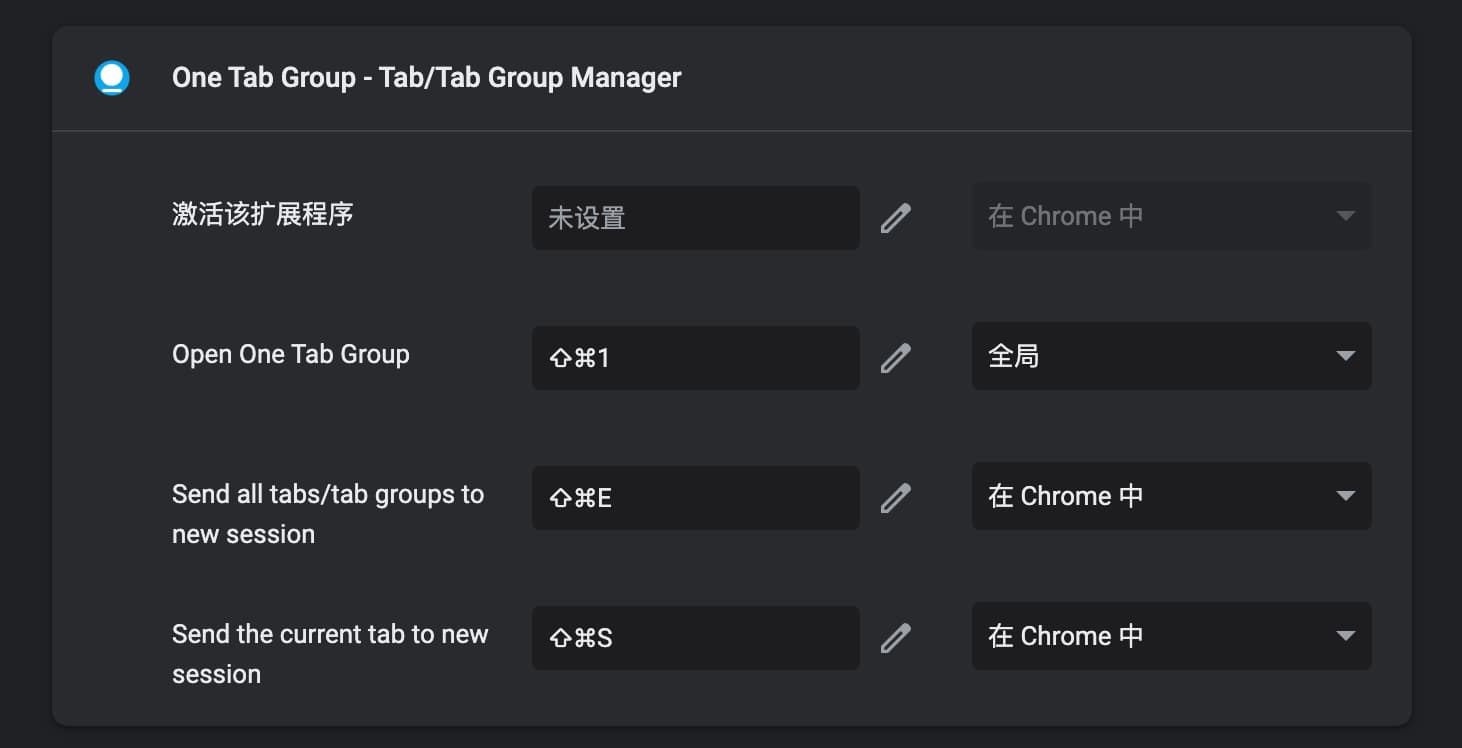 One Tab Group - Tab/Tab Group Manager
激活该扩展程序
未设置
在 Chrome 中
Open One Tab Group
⇧⌘1
全局
Send all tabs/tab groups to
new session
⇧⌘E
在 Chrome 中
Send the current tab to new
session
⇧⌘S
在 Chrome 中